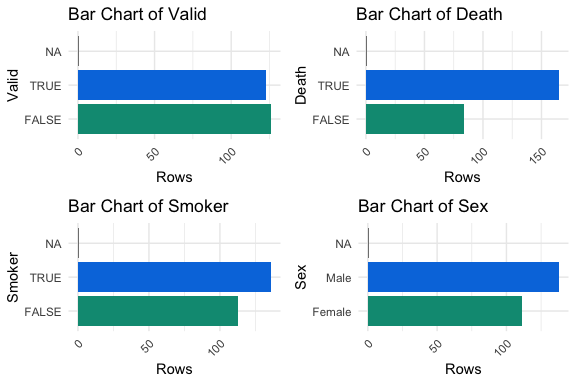 Bar Chart of Valid
Valid
NA
TRUE
FALSE
0 50 100
Rows
Bar Chart of Death
Death
NA
TRUE
FALSE
0 50 100 150
Rows
Bar Chart of Smoker
Smoker
NA
TRUE
FALSE
0 50 100
Rows
Bar Chart of Sex
Sex
NA
Male
Female
0 50 100
Rows